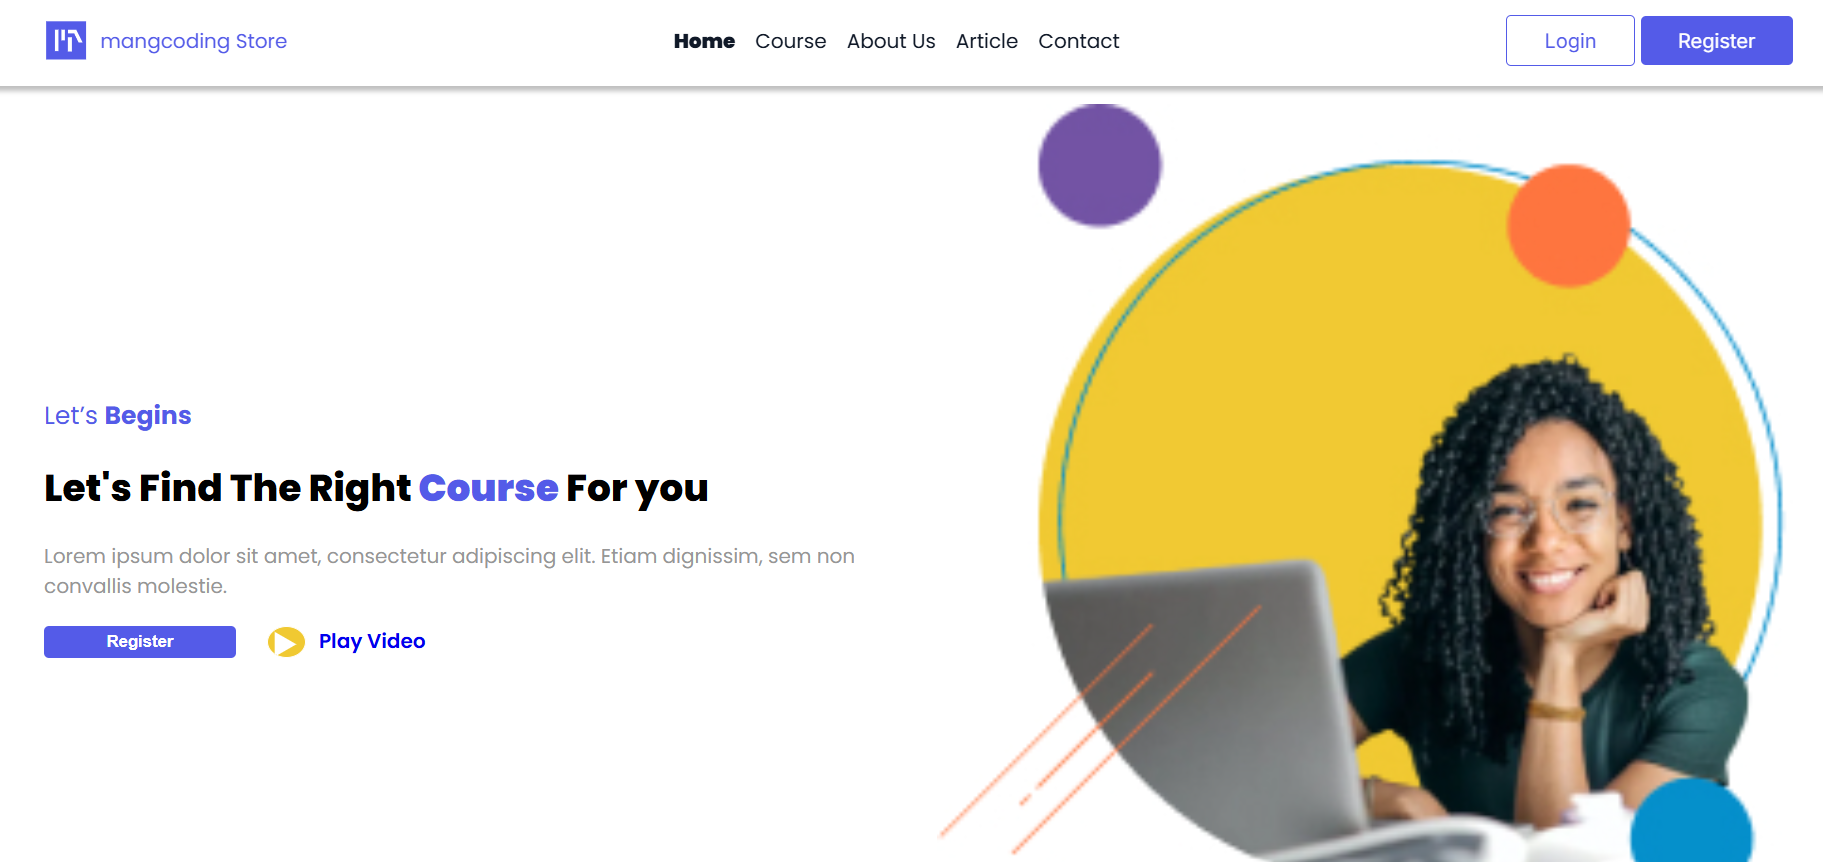 mangcoding Store
Home Course About Us Article Contact
Login Register
Let’s Begins
Let's Find The Right Course For you
Lorem ipsum dolor sit amet, consectetur adipiscing elit. Etiam dignissim, sem non
convallis molestie.
Register Play Video